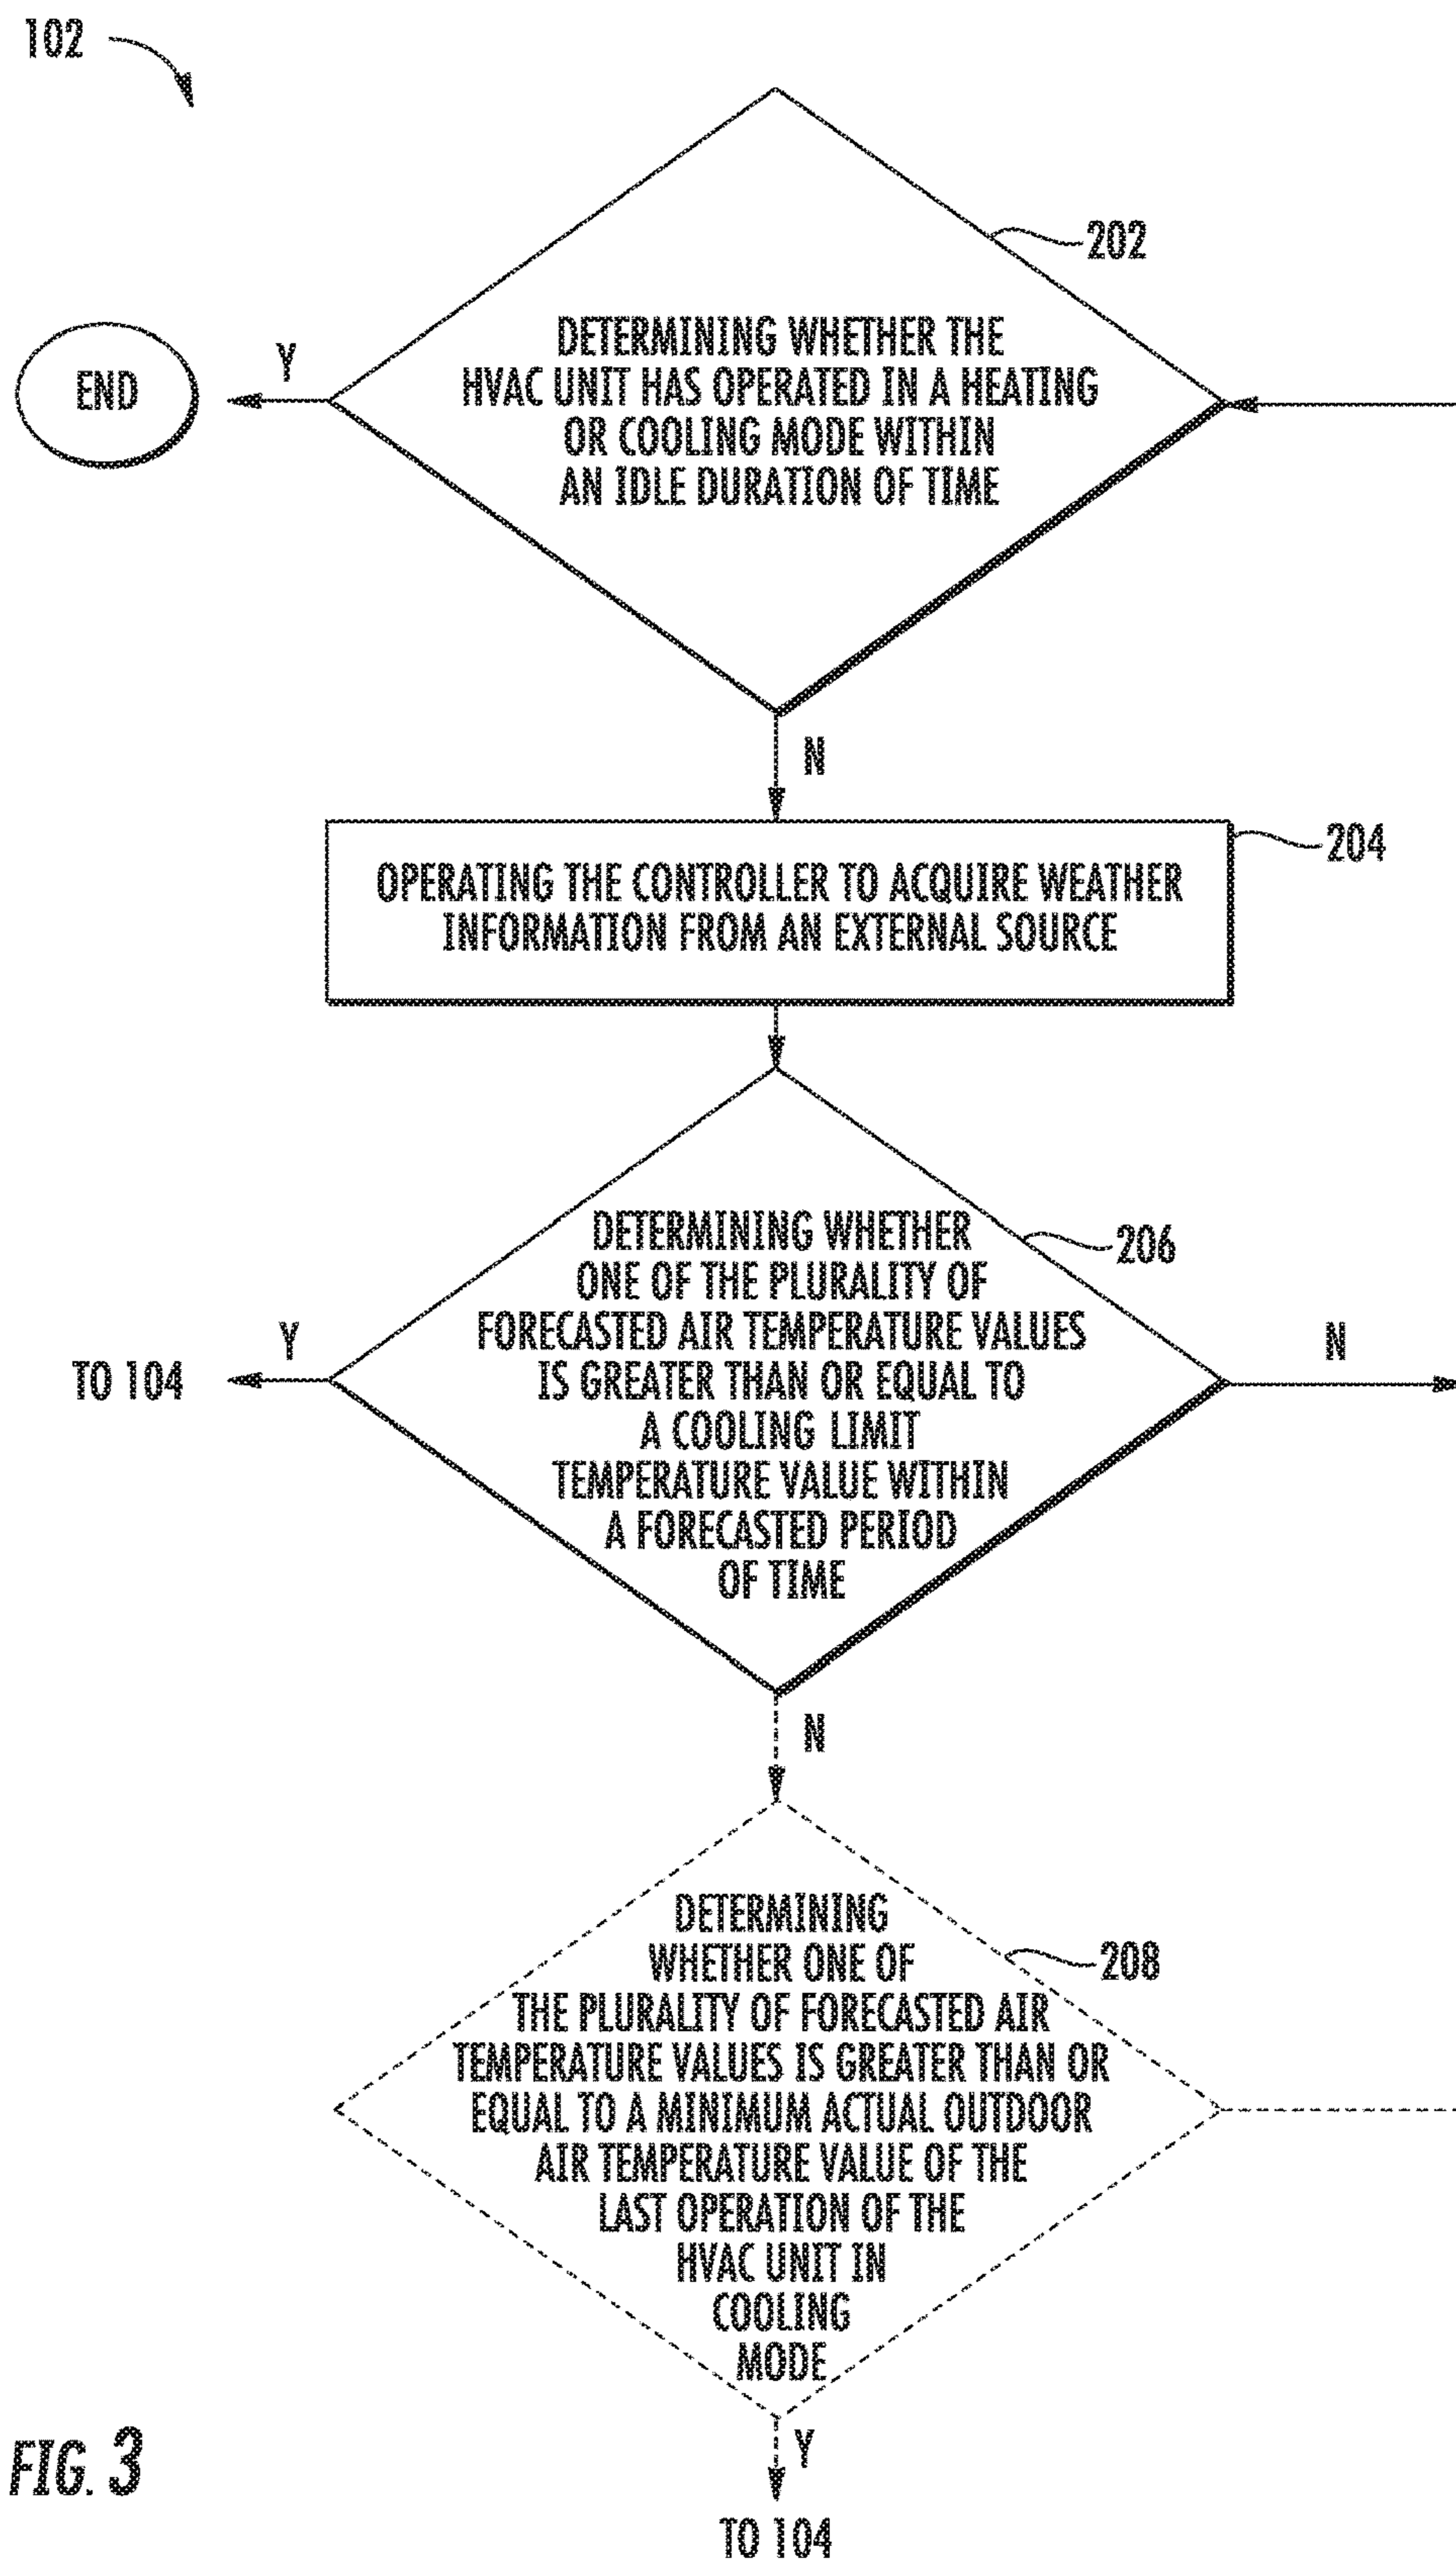 102
202
DETERMINING WHETHER THE
HVAC UNIT HAS OPERATED IN A HEATING
OR COOLING MODE WITHIN
AN IDLE DURATION OF TIME
Y
END
N
204
OPERATING THE CONTROLLER TO ACQUIRE WEATHER
INFORMATION FROM AN EXTERNAL SOURCE
206
DETERMINING WHETHER
ONE OF THE PLURALITY OF
FORECASTED AIR TEMPERATURE VALUES
IS GREATER THAN OR EQUAL TO
A COOLING LIMIT
TEMPERATURE VALUE WITHIN
A FORECASTED PERIOD
OF TIME
Y
TO 104
N
N
208
DETERMINING
WHETHER ONE OF
THE PLURALITY OF FORECASTED AIR
TEMPERATURE VALUES IS GREATER THAN OR
EQUAL TO A MINIMUM ACTUAL OUTDOOR
AIR TEMPERATURE VALUE OF THE
LAST OPERATION OF THE
HVAC UNIT IN
COOLING
MODE
Y
TO 104
FIG. 3